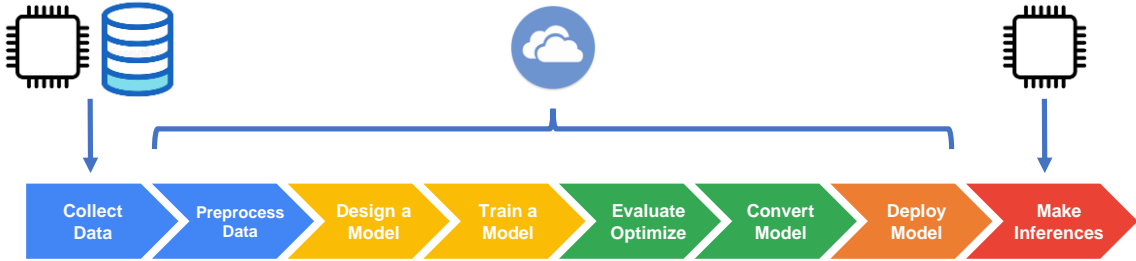 Collect
Data
Preprocess
Data
Design a
Model
Train a
Model
Evaluate
Optimize
Convert
Model
Deploy
Model
Make
Inferences